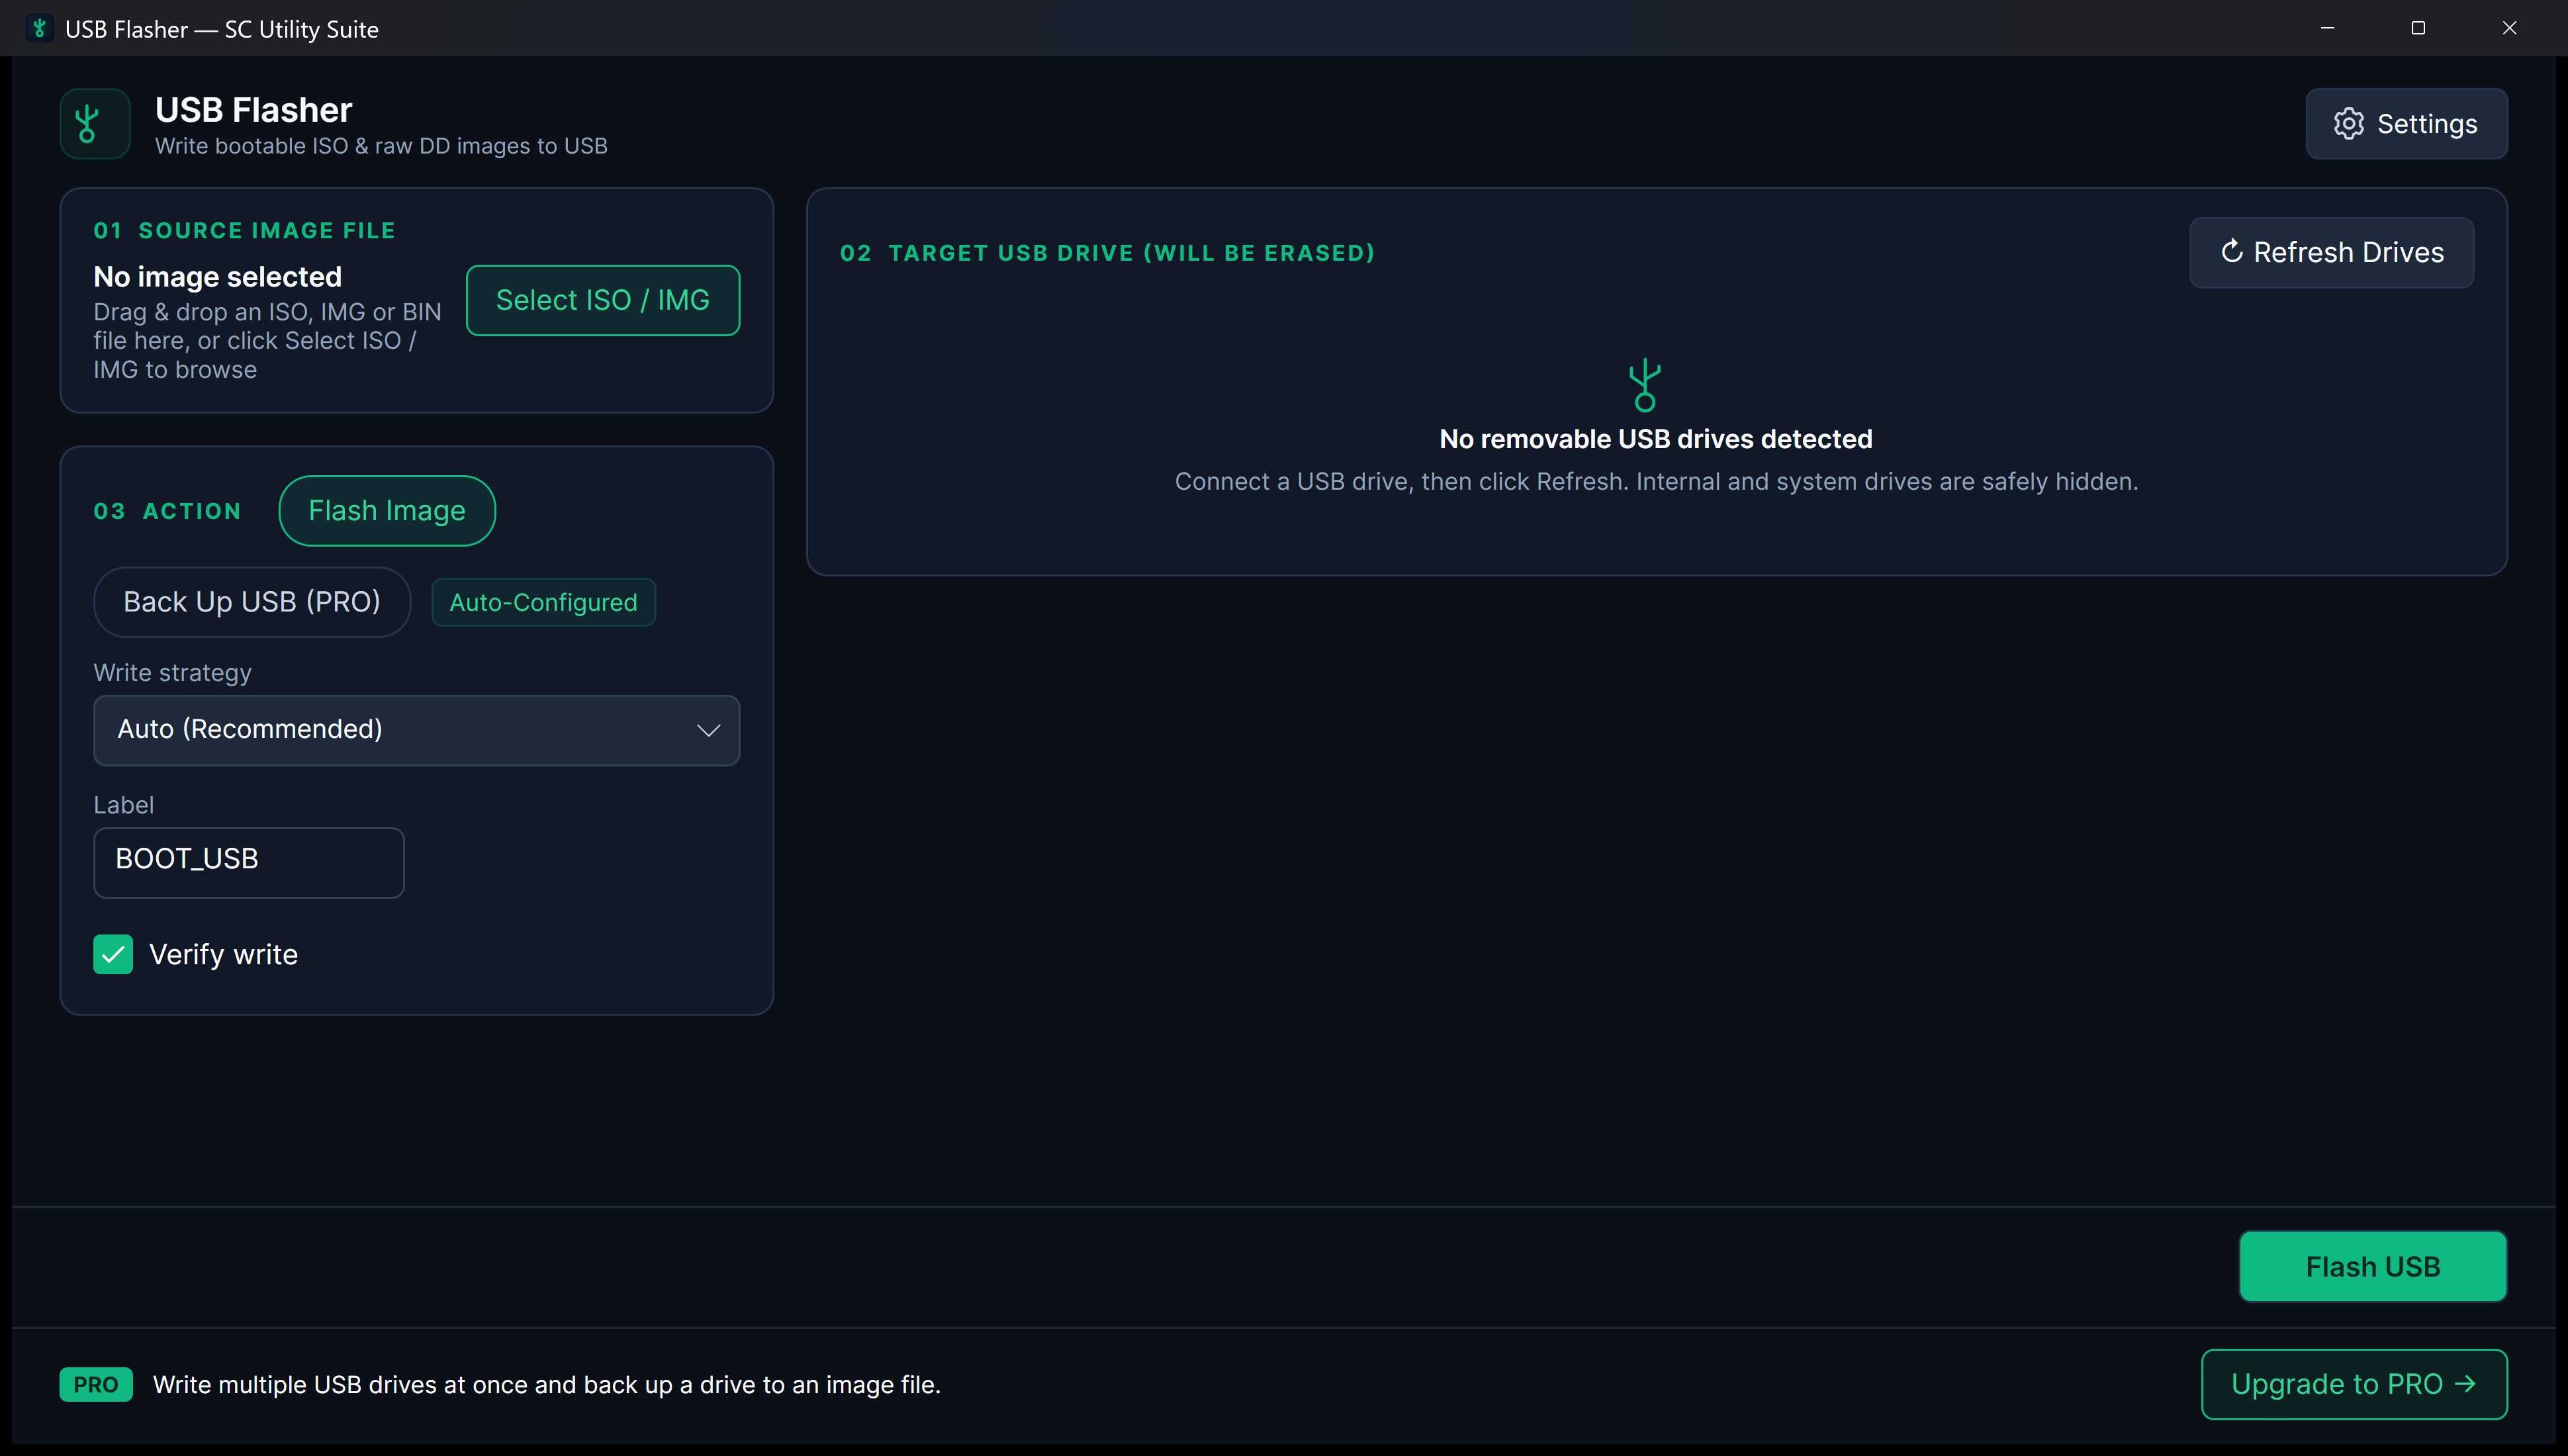 USB Flasher — SC Utility Suite
USB Flasher
Write bootable ISO & raw DD images to USB
Settings
01 SOURCE IMAGE FILE
No image selected
Drag & drop an ISO, IMG or BIN
file here, or click Select ISO /
IMG to browse
Select ISO / IMG
02 TARGET USB DRIVE (WILL BE ERASED)
Refresh Drives
No removable USB drives detected
Connect a USB drive, then click Refresh. Internal and system drives are safely hidden.
03 ACTION
Flash Image
Back Up USB (PRO)
Auto-Configured
Write strategy
Auto (Recommended)
Label
BOOT_USB
Verify write
Flash USB
PRO
Write multiple USB drives at once and back up a drive to an image file.
Upgrade to PRO →